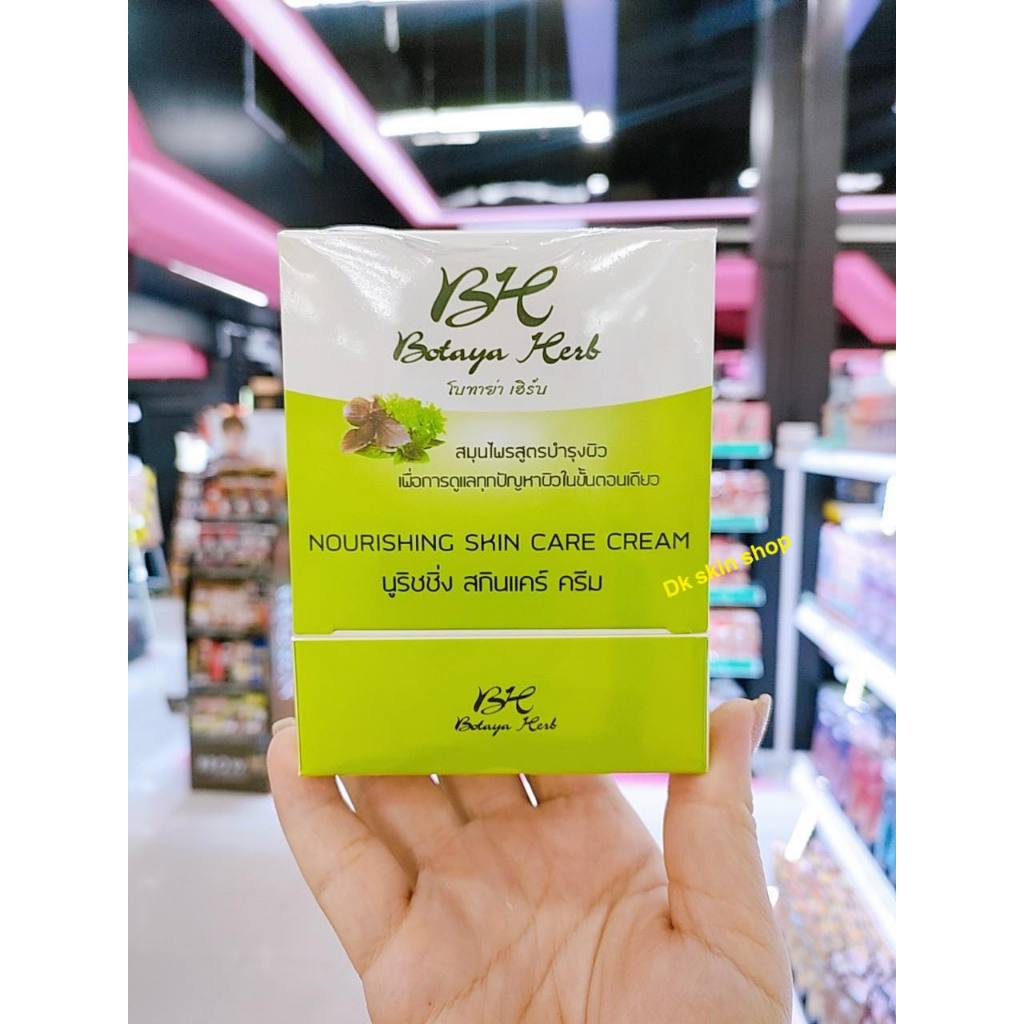 BH
Botaya Herb
โบทาย่า เฮิร์บ
สมุนไพรสูตรบำรุงผิว
เพื่อการดูแลทุกปัญหาผิวในขั้นตอนเดียว
NOURISHING SKIN CARE CREAM
นูริชชิ่ง สกินแคร์ ครีม
Dk skin shop
BH
Botaya Herb